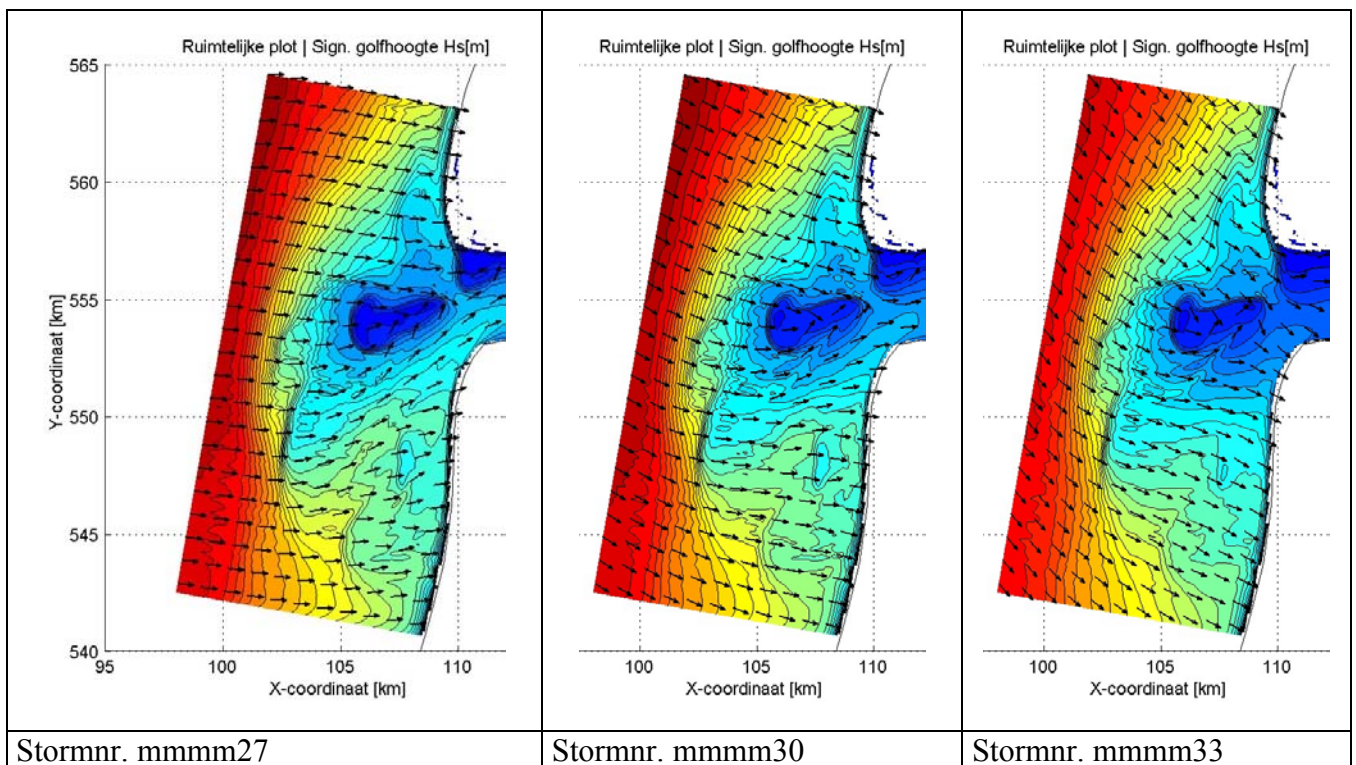 Ruimtelijke plot | Sign. golfhoogte Hs[m]
565
560
555
550
545
540
Y-coordinaat [km]
95 100 105 110
X-coordinaat [km]
Stormnr. mmmm27
Ruimtelijke plot | Sign. golfhoogte Hs[m]
100 105 110
X-coordinaat [km]
Stormnr. mmmm30
Ruimtelijke plot | Sign. golfhoogte Hs[m]
100 105 110
X-coordinaat [km]
Stormnr. mmmm33